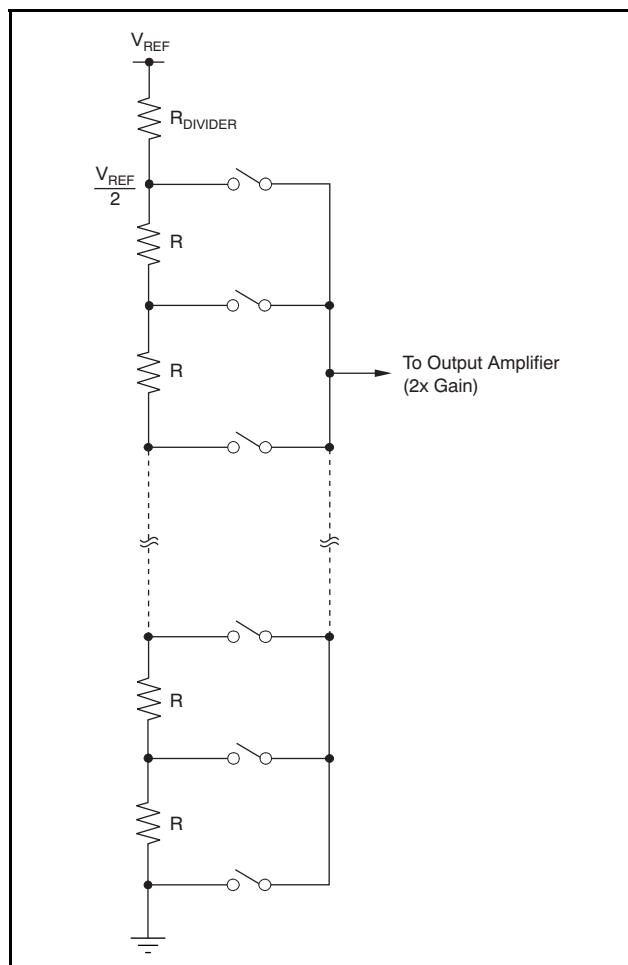 VREF
RDIVIDER
VREF
2
R
R
To Output Amplifier
(2x Gain)
R
R